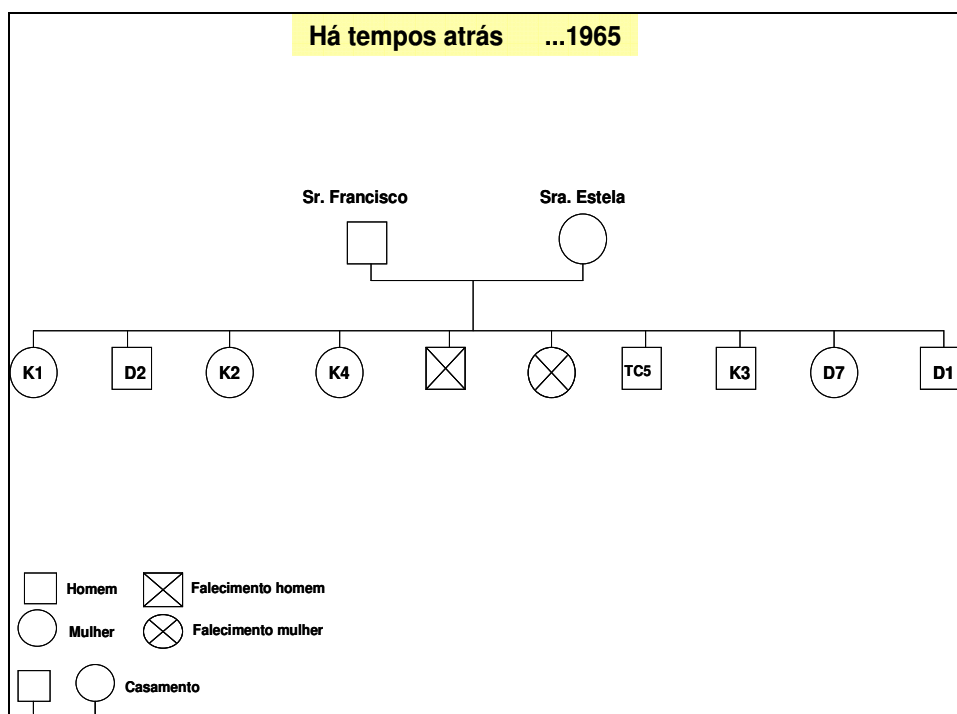 Há tempos atrás ...1965
Sr. Francisco Sra. Estela
K1 D2 K2 K4 TC5 K3 D7 D1
Homem Falecimento homem
Mulher Falecimento mulher
Casamento